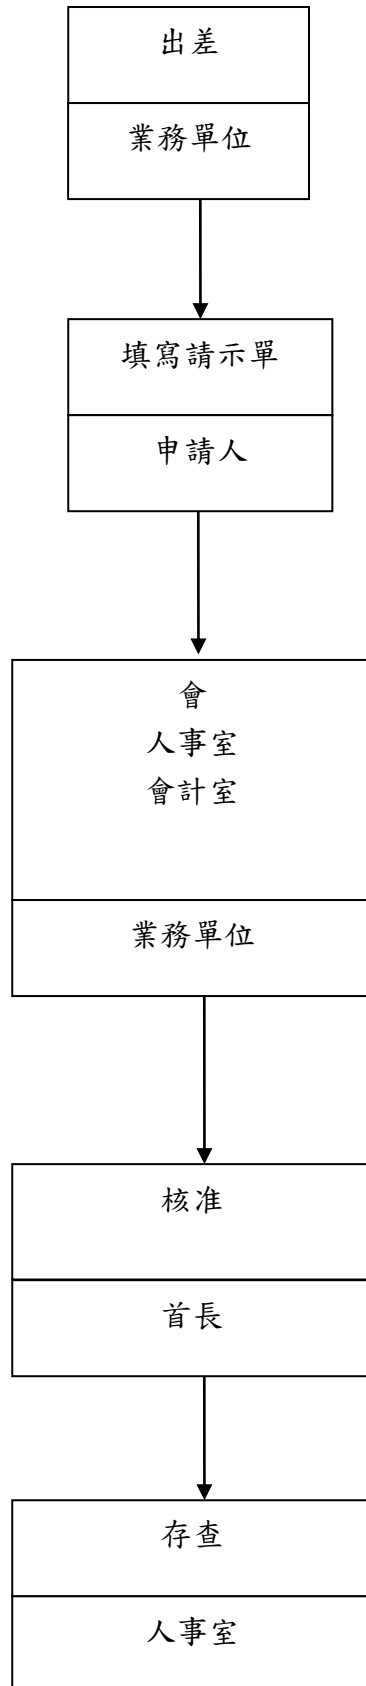 出差
業務單位
填寫請示單
申請人
會
人事室
會計室
業務單位
核准
首長
存查
人事室